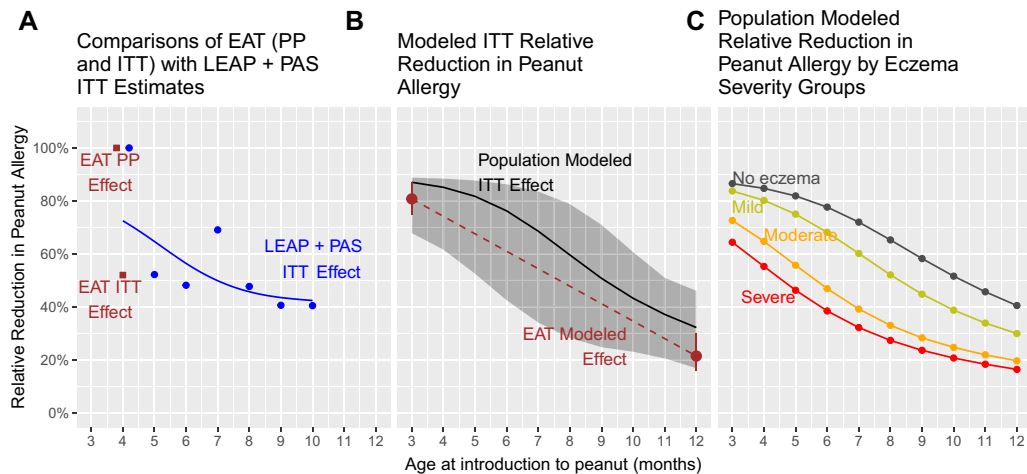 A
Comparisons of EAT (PP
and ITT) with LEAP + PAS
ITT Estimates
B
Modeled ITT Relative
Reduction in Peanut
Allergy
C
Population Modeled
Relative Reduction in
Peanut Allergy by Eczema
Severity Groups
Relative Reduction in Peanut Allergy
100%
80%
60%
40%
20%
0%
EAT PP
Effect
EAT ITT
Effect
LEAP + PAS
ITT Effect
3 4 5 6 7 8 9 10 11 12
Population Modeled
ITT Effect
EAT Modeled
Effect
3 4 5 6 7 8 9 10 11 12
No eczema
Mild
Moderate
Severe
3 4 5 6 7 8 9 10 11 12
Age at introduction to peanut (months)